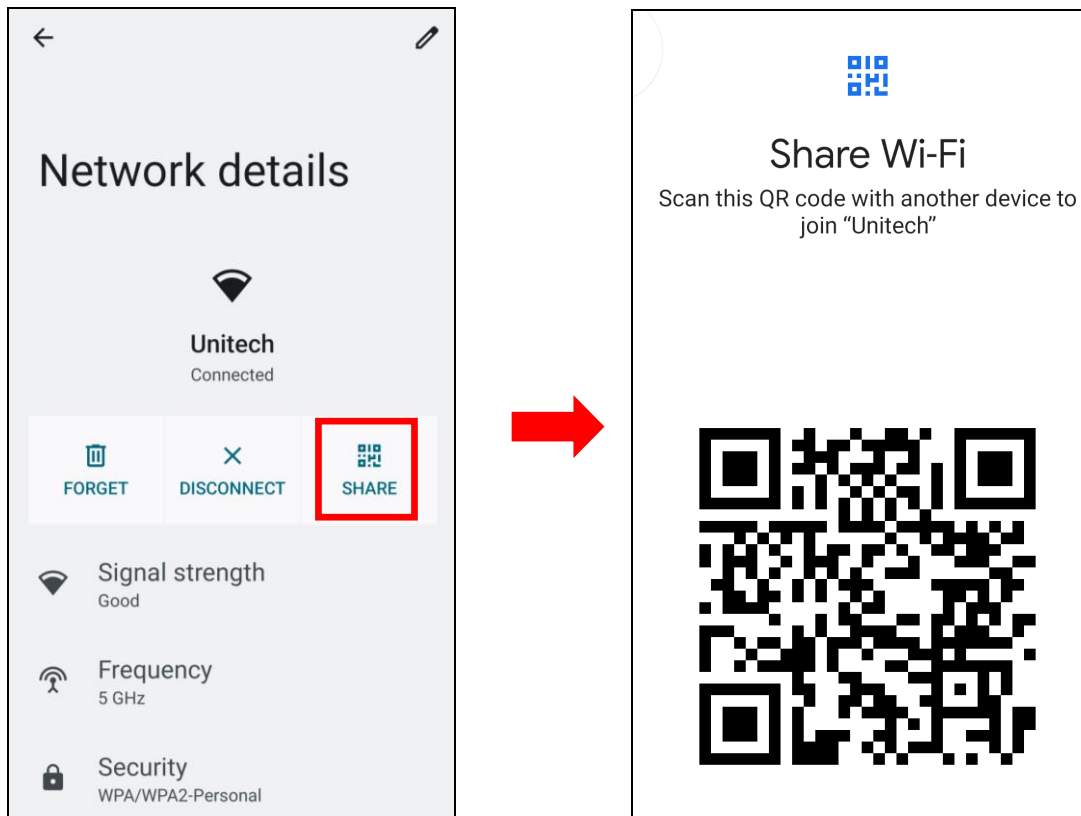 Network details
Unitech
Connected
FORGET
DISCONNECT
SHARE
Signal strength
Good
Frequency
5 GHz
Security
WPA/WPA2-Personal
Share Wi-Fi
Scan this QR code with another device to
join “Unitech”